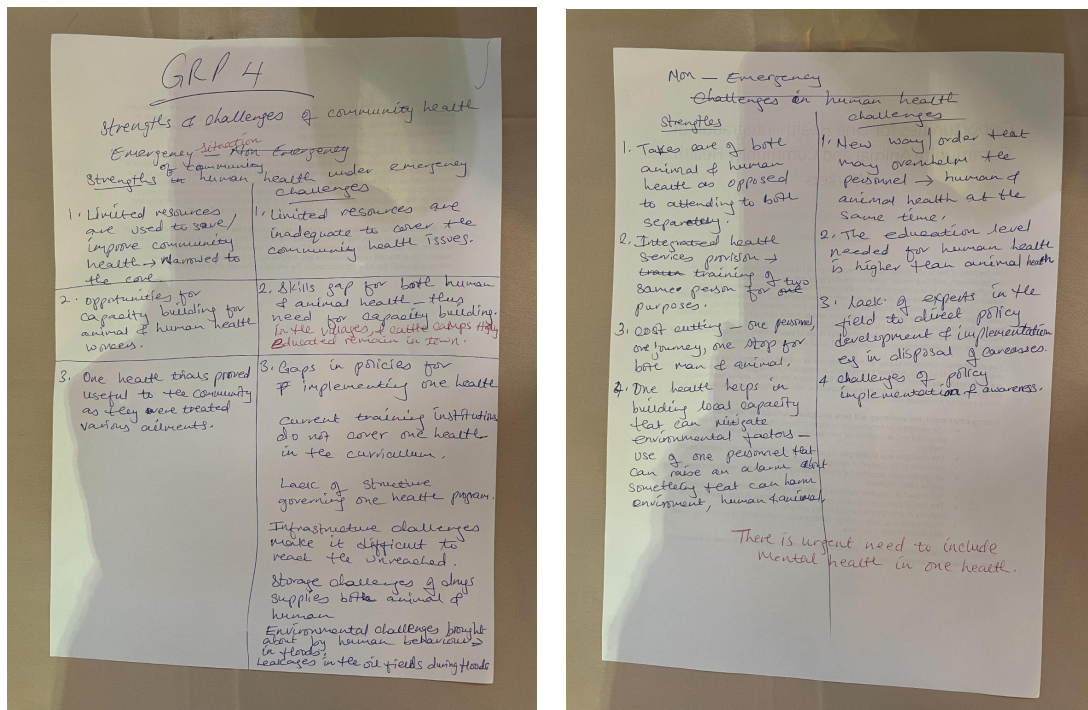 GRP 4
Strengths & challenges of community health
Emergency situation — Non Emergency
of community
Strengths in human health under emergency
challenges
1. Limited resources
are used to save/
improve community
health → Narrowed to
the core
1. Limited resources are
inadequate to cover the
community health issues.
2. Opportunities for
capacity building for
animal & human health
workers.
2. Skills gap for both human
& animal health — thus
need for capacity building.
In the villages, & cattle camps Highly
educated remain in town.
3. One health trials proved
useful to the community
as they were treated
various ailments.
3. Gaps in policies for
implementing one health
Current training institutions
do not cover one health
in the curricullum.
Lack of structure
governing one health program.
Infrastructure challenges
make it difficult to
reach the unreached.
Storage challenges of drugs
supplies both animal &
human
Environmental challenges brought
about by human behaviour →
in floods.
Leakages in the oil fields during floods
Non — Emergency
Challenges in human health
Strengths
1. Takes care of both
animal & human
health as opposed
to attending to both
separately.
2. Integrated health
services provision →
training of two
same person for one
purposes.
3. Cost cutting — one personnel,
one journey, one stop for
both man & animal.
4. One health helps in
building local capacity
that can
environmental factors —
use of one personnel that
can raise an alarm about
something that can harm
enviroment, human & animal.
challenges
1. New way/order that
may overwhelm the
personnel → human &
animal health at the
same time.
2. The education level
needed for human health
is higher than animal health
3. Lack of experts in the
field to direct policy
development & implementation
eg in disposal of carcasses.
4 challenges of policy
implementation & awareness.
There is urgent need to include
Mental health in one health.